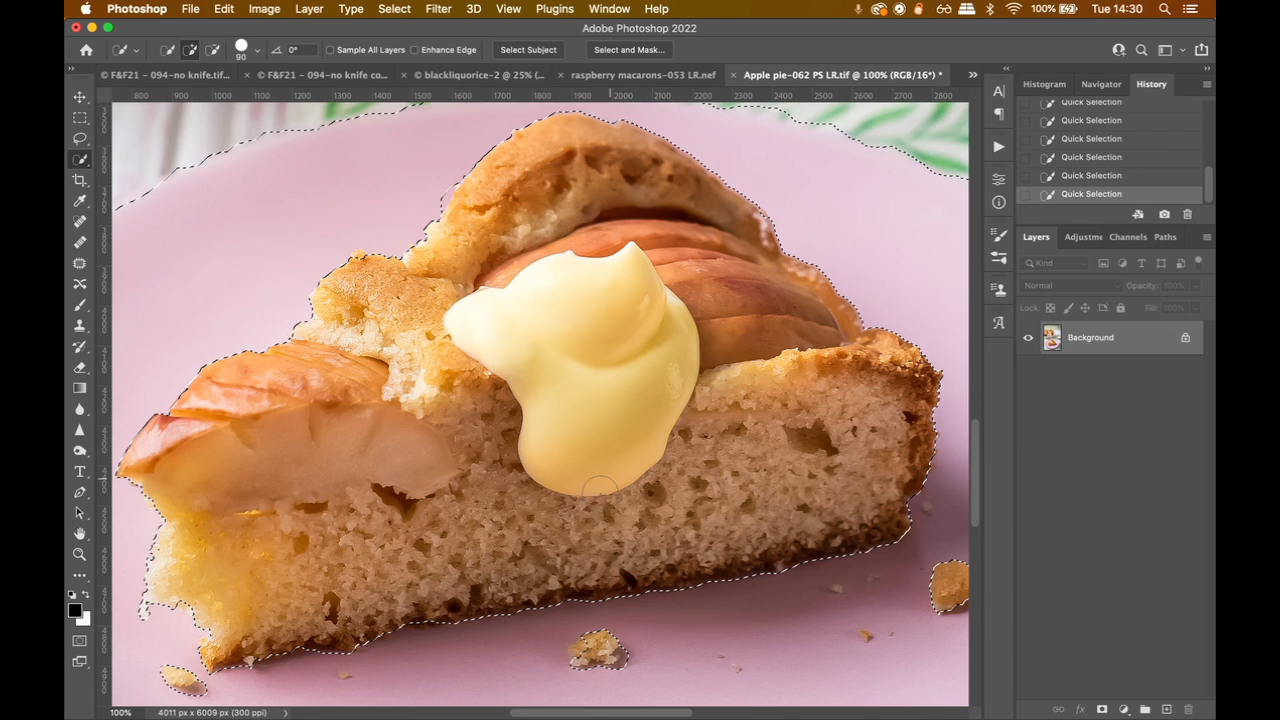 Photoshop File Edit Image Layer Type Select Filter 3D View Plugins Window Help 100% Tue 14:30
Adobe Photoshop 2022
90 0° Sample All Layers Enhance Edge Select Subject Select and Mask...
© F&F21 - 094-no knife.tif... © F&F21 - 094-no knife co... © blackliquorice-2 @ 25% (... raspberry macarons-053 LR.nef Apple pie-062 PS LR.tif @ 100% (RGB/16*) *
800 900 1000 1100 1200 1300 1400 1500 1600 1700 1800 1900 2000 2100 2200 2300 2400 2500 2600 2700 2800
Histogram Navigator History
Quick Selection
Quick Selection
Quick Selection
Quick Selection
Quick Selection
Quick Selection
Layers Adjustme Channels Paths
Kind
Normal Opacity: 100%
Lock: Fill: 100%
Background
100% 4011 px x 6009 px (300 ppi)